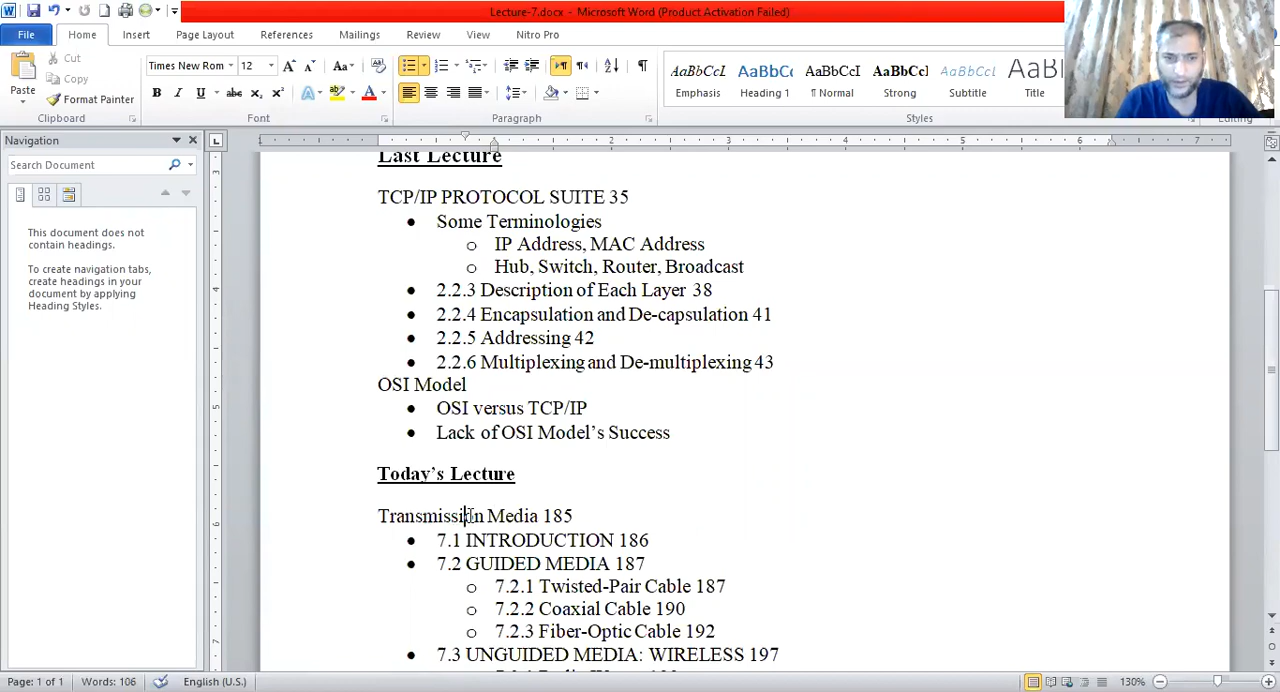 Lecture-7.docx - Microsoft Word (Product Activation Failed)
File Home Insert Page Layout References Mailings Review View Nitro Pro
Cut
Copy
Paste
Format Painter
Clipboard
Times New Rom 12
Font
Paragraph
AaBbCcI AaBbCc AaBbCcI AaBbCcI AaBbCcI AaBb
Emphasis Heading 1 ¶ Normal Strong Subtitle Title
Styles
Editing
Navigation
Search Document
This document does not
contain headings.
To create navigation tabs,
create headings in your
document by applying
Heading Styles.
Last Lecture
TCP/IP PROTOCOL SUITE 35
• Some Terminologies
o IP Address, MAC Address
o Hub, Switch, Router, Broadcast
• 2.2.3 Description of Each Layer 38
• 2.2.4 Encapsulation and De-capsulation 41
• 2.2.5 Addressing 42
• 2.2.6 Multiplexing and De-multiplexing 43
OSI Model
• OSI versus TCP/IP
• Lack of OSI Model’s Success
Today’s Lecture
Transmission Media 185
• 7.1 INTRODUCTION 186
• 7.2 GUIDED MEDIA 187
o 7.2.1 Twisted-Pair Cable 187
o 7.2.2 Coaxial Cable 190
o 7.2.3 Fiber-Optic Cable 192
• 7.3 UNGUIDED MEDIA: WIRELESS 197
Page: 1 of 1 Words: 106 English (U.S.) 130%